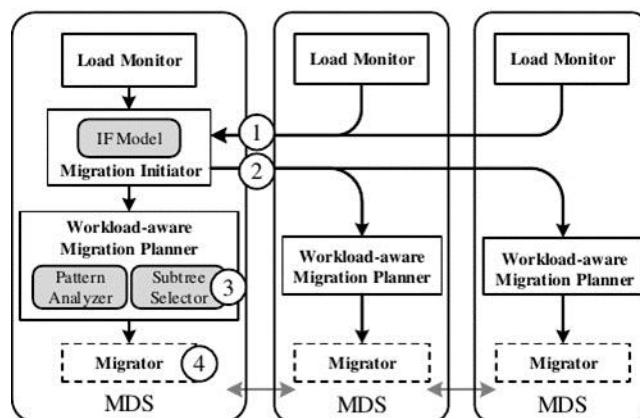 Load Monitor
Load Monitor
Load Monitor
IF Model
1
Migration Initiator
2
Workload-aware
Migration Planner
Pattern
Analyzer
Subtree
Selector
3
Workload-aware
Migration Planner
Workload-aware
Migration Planner
Migrator
4
Migrator
Migrator
MDS
MDS
MDS